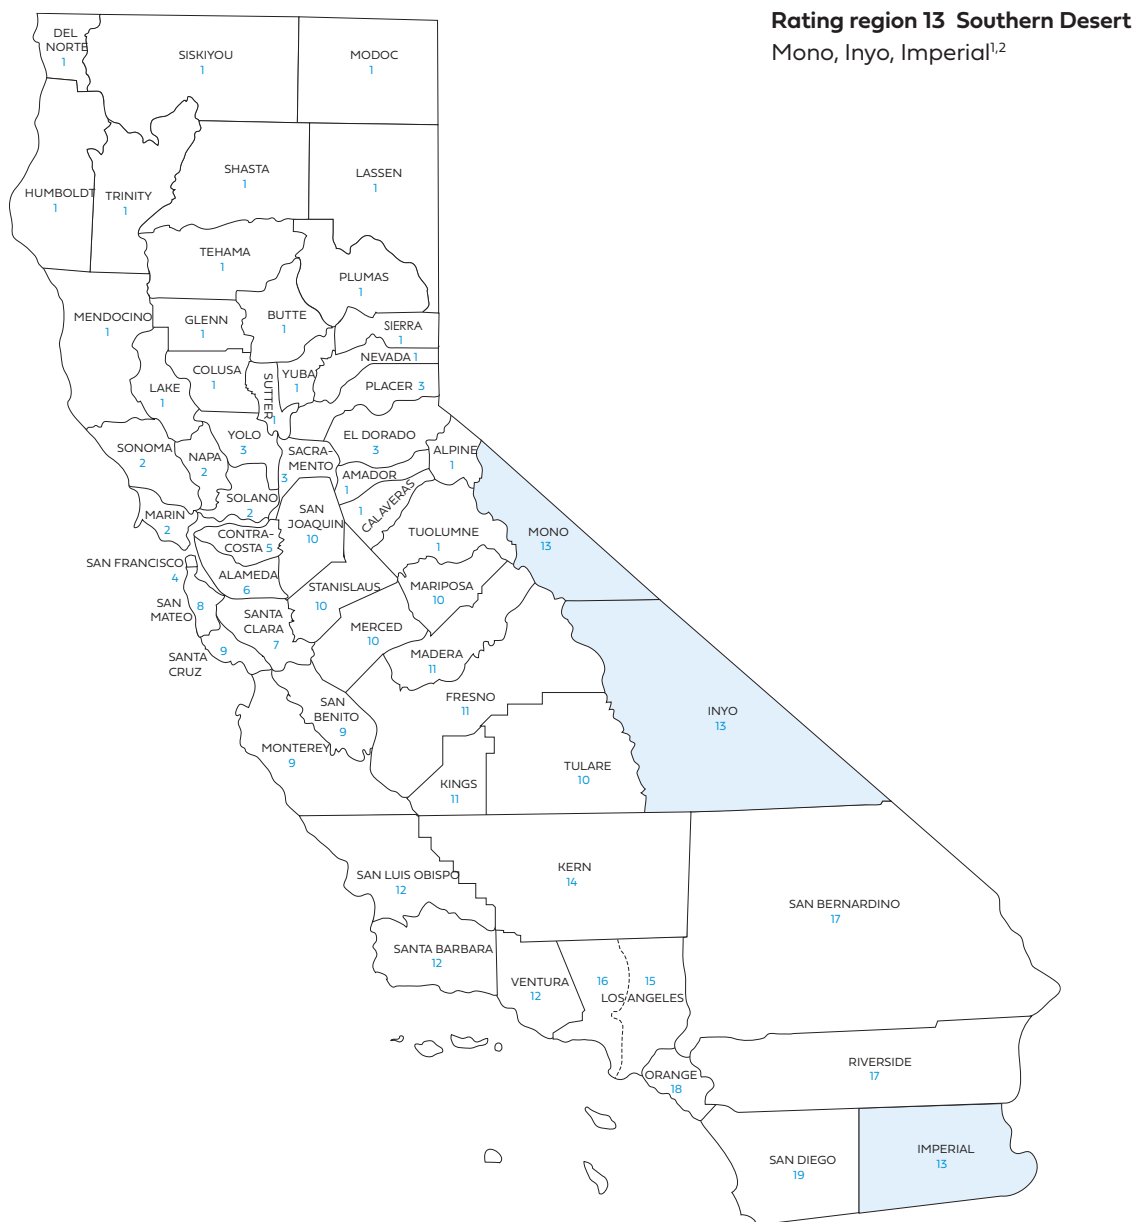 Rating region 13 Southern Desert
Mono, Inyo, Imperial1,2
DEL
NORTE
1
SISKIYOU
1
MODOC
1
HUMBOLDT
1
TRINITY
1
SHASTA
1
LASSEN
1
TEHAMA
1
PLUMAS
1
MENDOCINO
1
GLENN
1
BUTTE
1
SIERRA
1
NEVADA 1
COLUSA
1
SUTTER
1
YUBA
1
PLACER 3
LAKE
1
SONOMA
2
NAPA
2
YOLO
3
SACRA-
MENTO
3
EL DORADO
3
ALPINE
1
AMADOR
1
CALAVERAS
1
SOLANO
2
MARIN
2
SAN
JOAQUIN
10
CONTRA-
COSTA 5
TUOLUMNE
1
MONO
13
SAN FRANCISCO
4
ALAMEDA
6
STANISLAUS
10
MARIPOSA
10
SAN
MATEO
8
SANTA
CLARA
7
MERCED
10
SANTA
CRUZ
9
MADERA
11
FRESNO
11
SAN
BENITO
9
INYO
13
MONTEREY
9
KINGS
11
TULARE
10
SAN LUIS OBISPO
12
KERN
14
SAN BERNARDINO
17
SANTA BARBARA
12
VENTURA
12
16
15
LOS ANGELES
ORANGE
18
RIVERSIDE
17
SAN DIEGO
19
IMPERIAL
13